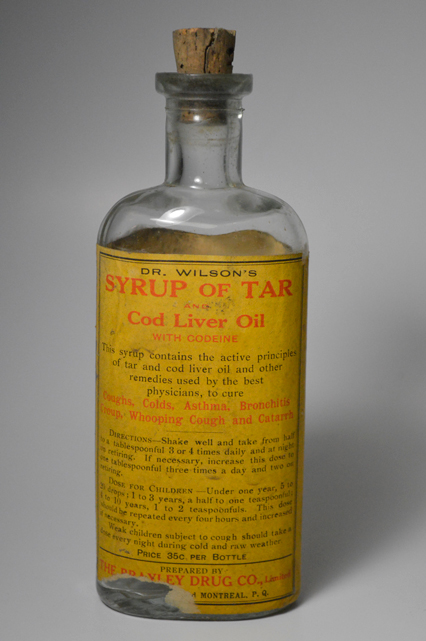 DR. WILSON'S
SYRUP OF TAR
AND
Cod Liver Oil
WITH CODEINE
This syrup contains the active principles
of tar and cod liver oil and other
remedies used by the best
physicians, to cure
Coughs, Colds, Asthma, Bronchitis
Croup, Whooping Cough and Catarrh
DIRECTIONS—Shake well and take from half
to a tablespoonful 3 or 4 times daily and at night
on retiring. If necessary, increase this dose to
one tablespoonful three times a day and two on
retiring.
DOSE FOR CHILDREN—Under one year, 5 to
drops; 1 to 3 years, a half to one teaspoonful;
to 10 years, 1 to 2 teaspoonfuls. This dose
should be repeated every four hours and increased
if necessary.
Weak children subject to cough should take a
dose every night during cold and raw weather.
PRICE 35C. PER BOTTLE
PREPARED BY
THE BRAYLEY DRUG CO., Limited
MONTREAL, P. Q.